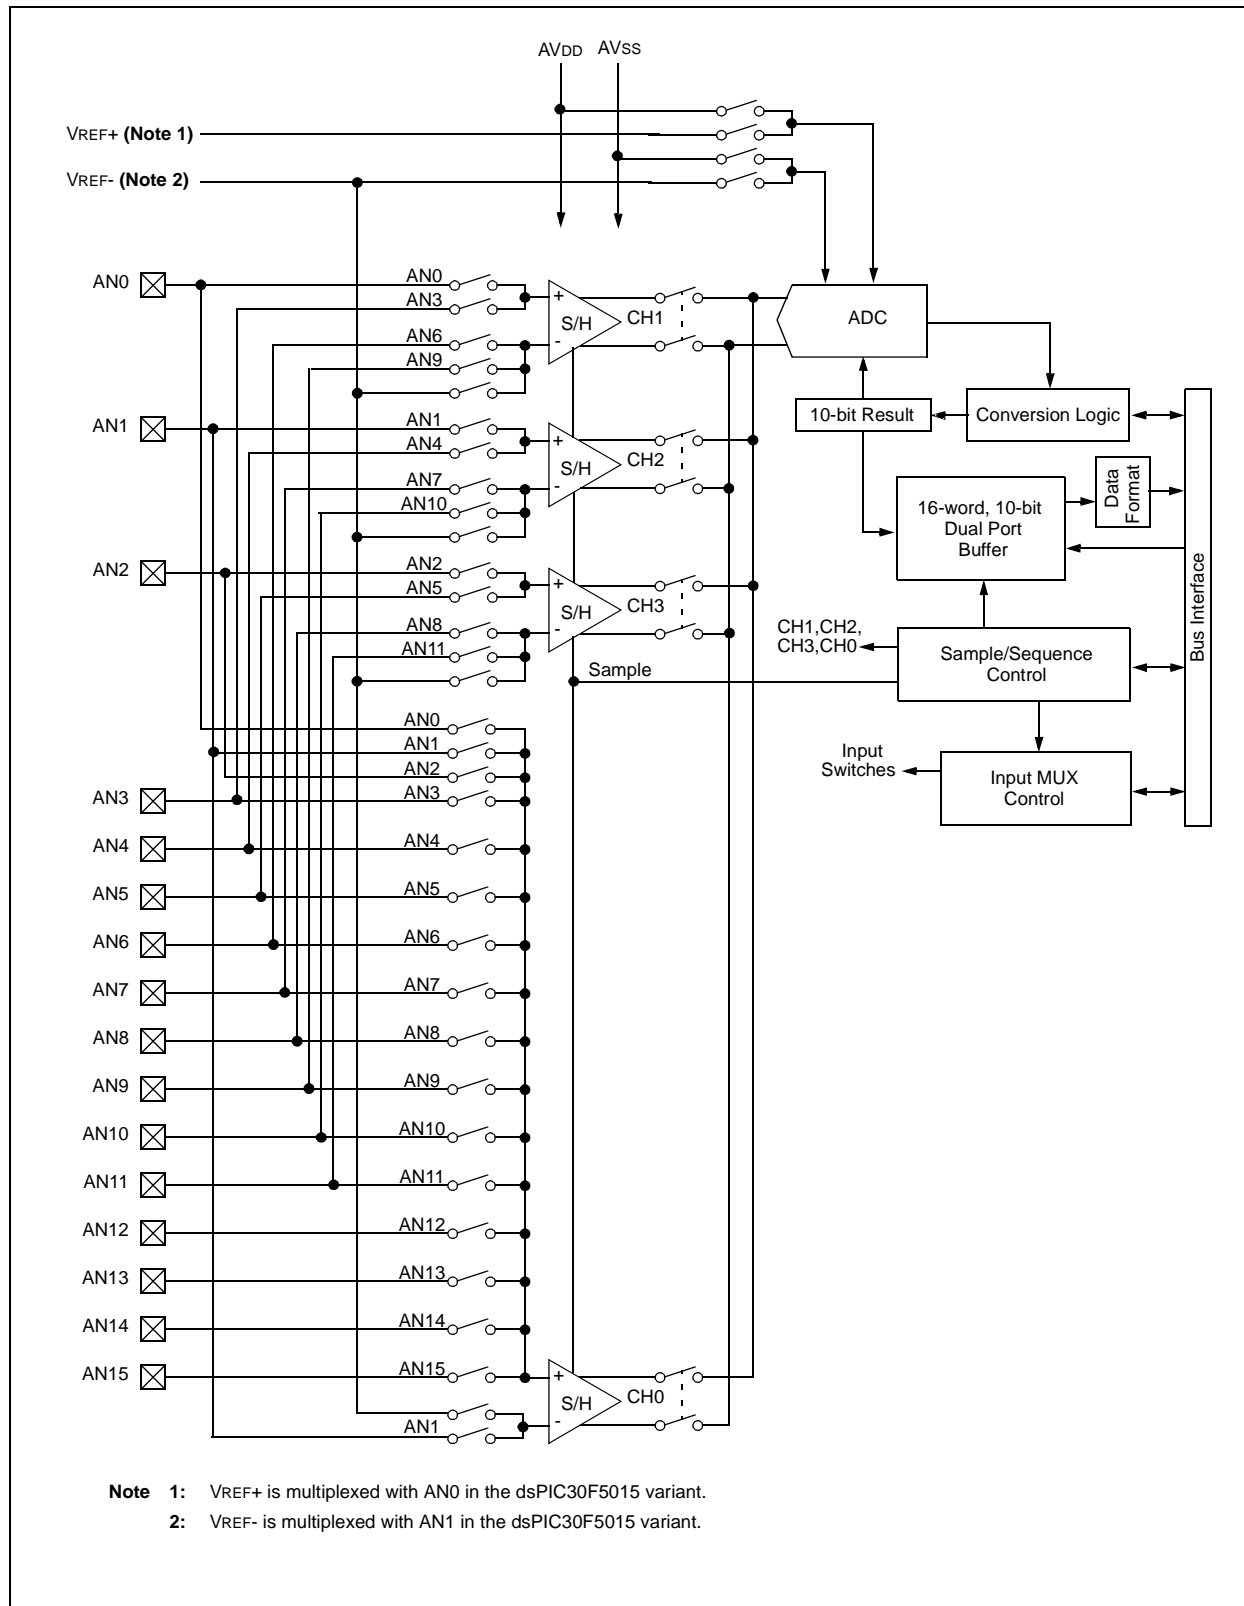 AVDD AVSS
VREF+ (Note 1)
VREF- (Note 2)
AN0
AN0
AN3
AN6
AN9
+
-
S/H
CH1
ADC
10-bit Result
Conversion Logic
AN1
AN1
AN4
AN7
AN10
+
-
S/H
CH2
16-word, 10-bit
Dual Port
Buffer
Data
Format
Bus Interface
AN2
AN2
AN5
AN8
AN11
+
-
S/H
CH3
CH1,CH2,
CH3,CH0
Sample/Sequence
Control
Sample
Input
Switches
Input MUX
Control
AN0
AN1
AN2
AN3 AN3
AN4 AN4
AN5 AN5
AN6 AN6
AN7 AN7
AN8 AN8
AN9 AN9
AN10 AN10
AN11 AN11
AN12 AN12
AN13 AN13
AN14 AN14
AN15 AN15
+
-
S/H
CH0
AN1
Note 1: VREF+ is multiplexed with AN0 in the dsPIC30F5015 variant.
2: VREF- is multiplexed with AN1 in the dsPIC30F5015 variant.